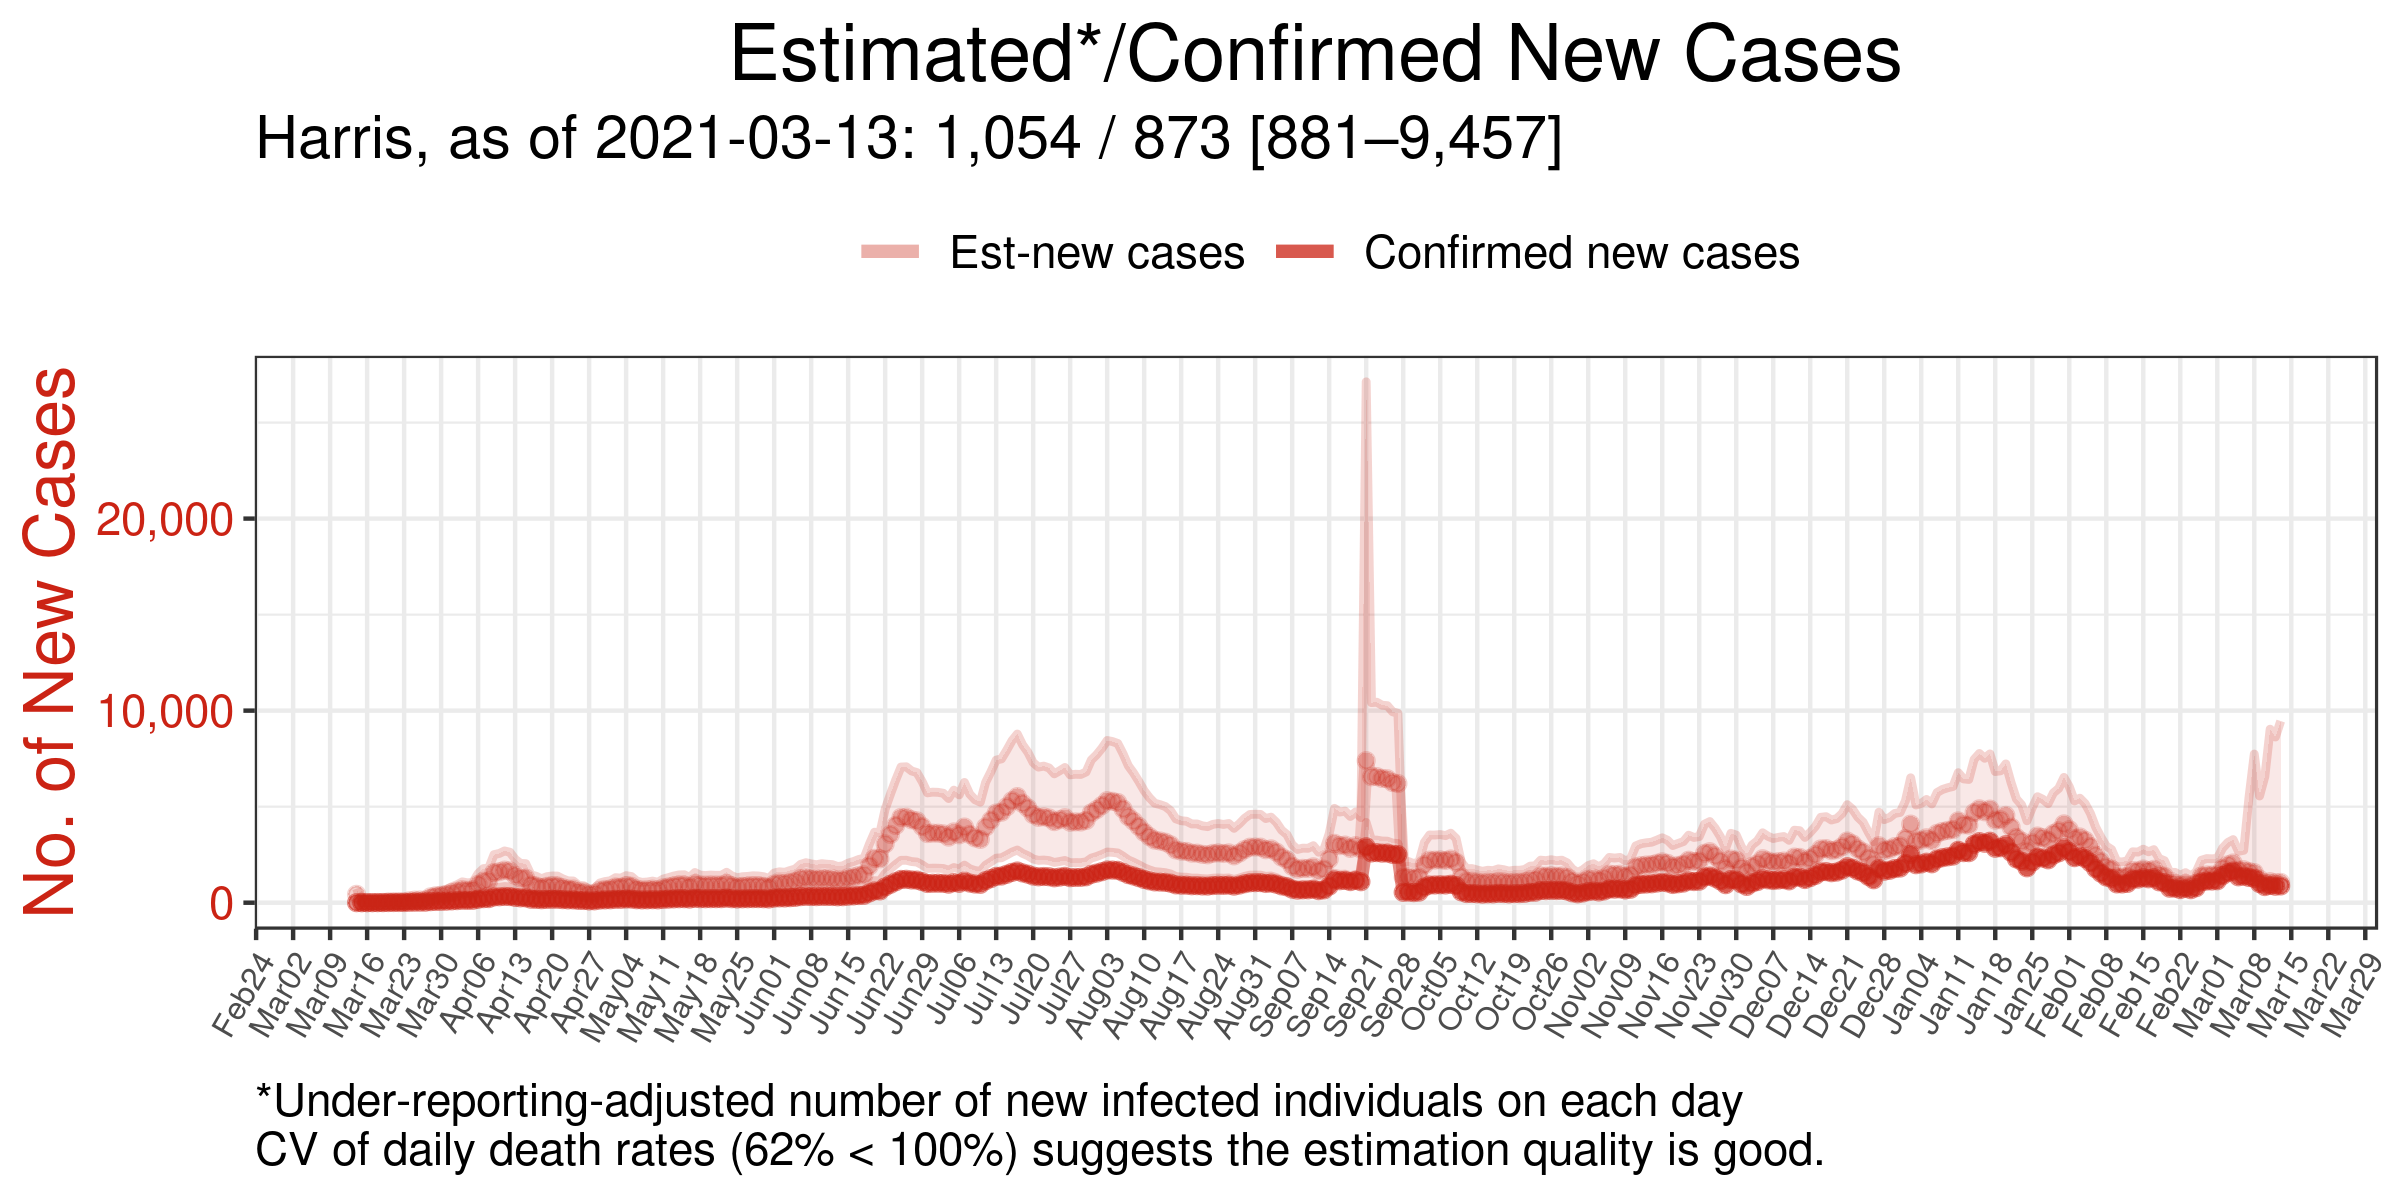 Estimated*/Confirmed New Cases
Harris, as of 2021-03-13: 1,054 / 873 [881–9,457]
Est-new cases Confirmed new cases
No. of New Cases
20,000
10,000
0
Feb24 Mar02 Mar09 Mar16 Mar23 Mar30 Apr06 Apr13 Apr20 Apr27 May04 May11 May18 May25 Jun01 Jun08 Jun15 Jun22 Jun29 Jul06 Jul13 Jul20 Jul27 Aug03 Aug10 Aug17 Aug24 Aug31 Sep07 Sep14 Sep21 Sep28 Oct05 Oct12 Oct19 Oct26 Nov02 Nov09 Nov16 Nov23 Nov30 Dec07 Dec14 Dec21 Dec28 Jan04 Jan11 Jan18 Jan25 Feb01 Feb08 Feb15 Feb22 Mar01 Mar08 Mar15 Mar22 Mar29
*Under-reporting-adjusted number of new infected individuals on each day
CV of daily death rates (62% < 100%) suggests the estimation quality is good.